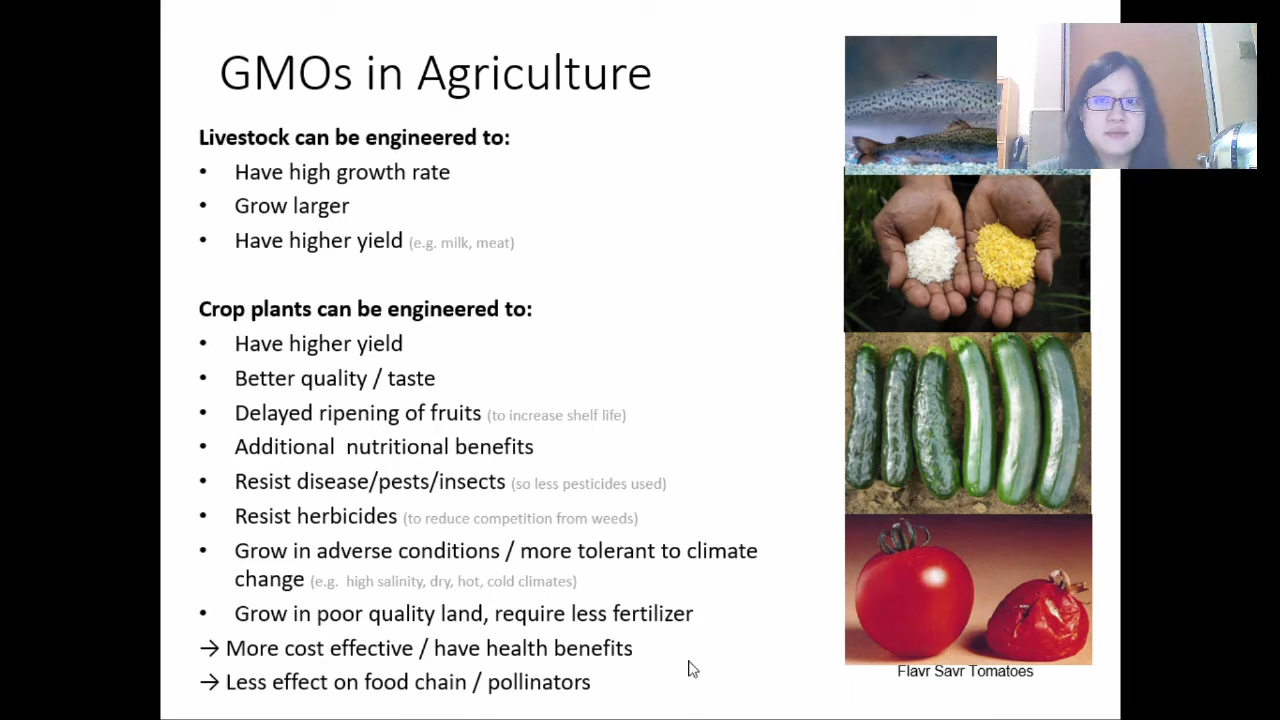 GMOs in Agriculture
Livestock can be engineered to:
• Have high growth rate
• Grow larger
• Have higher yield (e.g. milk, meat)
Crop plants can be engineered to:
• Have higher yield
• Better quality / taste
• Delayed ripening of fruits (to increase shelf life)
• Additional  nutritional benefits
• Resist disease/pests/insects (so less pesticides used)
• Resist herbicides (to reduce competition from weeds)
• Grow in adverse conditions / more tolerant to climate
change (e.g.  high salinity, dry, hot, cold climates)
• Grow in poor quality land, require less fertilizer
→ More cost effective / have health benefits
→ Less effect on food chain / pollinators
Flavr Savr Tomatoes